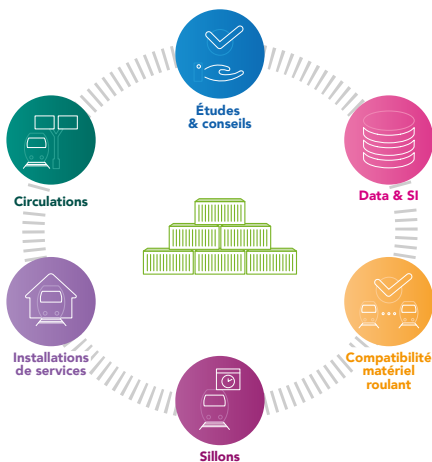 Études
& conseils
Data & SI
Circulations
Installations
de services
Compatibilité
matériel
roulant
Sillons